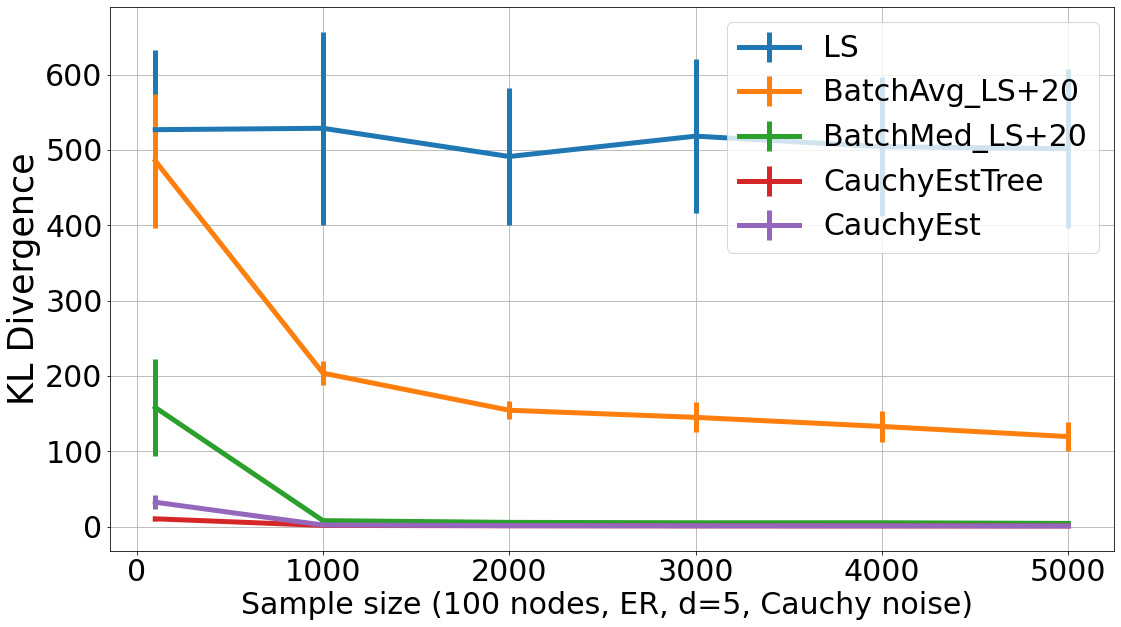 KL Divergence
600
500
400
300
200
100
0
LS
BatchAvg_LS+20
BatchMed_LS+20
CauchyEstTree
CauchyEst
0 1000 2000 3000 4000 5000
Sample size (100 nodes, ER, d=5, Cauchy noise)